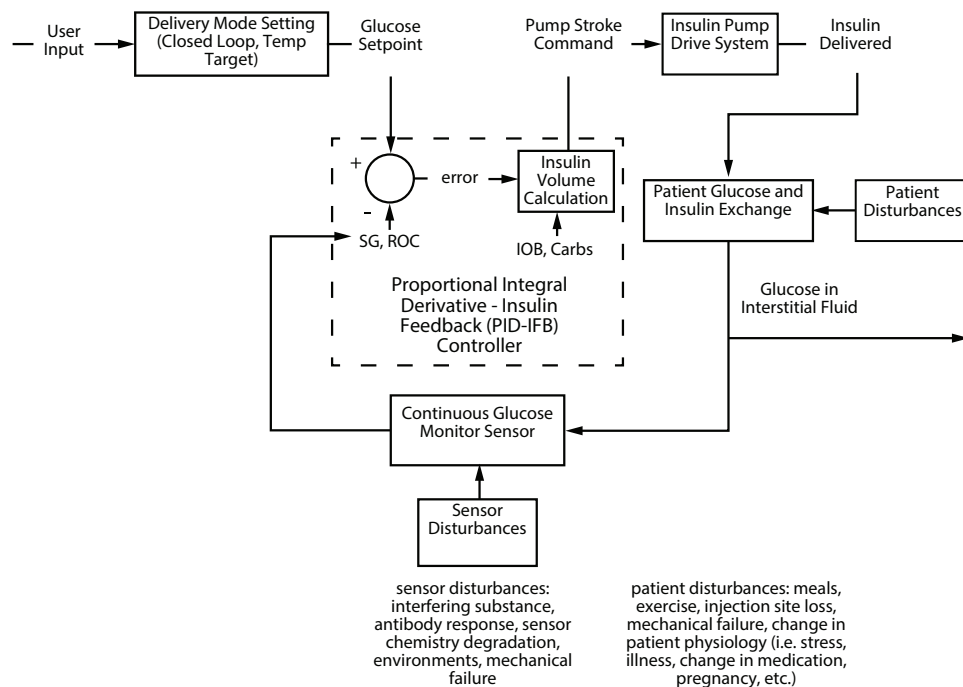 User
Input
Delivery Mode Setting
(Closed Loop, Temp
Target)
Glucose
Setpoint
Pump Stroke
Command
Insulin Pump
Drive System
Insulin
Delivered
+
-
error
Insulin
Volume
Calculation
SG, ROC
IOB, Carbs
Proportional Integral
Derivative - Insulin
Feedback (PID-IFB)
Controller
Patient Glucose and
Insulin Exchange
Patient
Disturbances
Glucose in
Interstitial Fluid
Continuous Glucose
Monitor Sensor
Sensor
Disturbances
sensor disturbances:
interfering substance,
antibody response, sensor
chemistry degradation,
environments, mechanical
failure
patient disturbances: meals,
exercise, injection site loss,
mechanical failure, change in
patient physiology (i.e. stress,
illness, change in medication,
pregnancy, etc.)